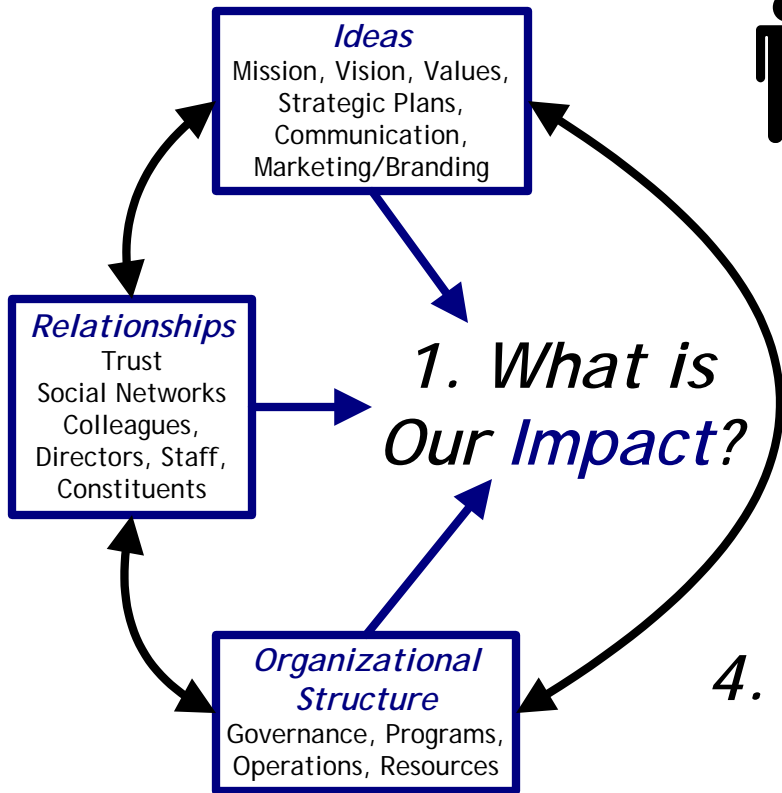 Ideas
Mission, Vision, Values,
Strategic Plans,
Communication,
Marketing/Branding
Relationships
Trust
Social Networks
Colleagues,
Directors, Staff,
Constituents
1. What is
Our Impact?
Organizational
Structure
Governance, Programs,
Operations, Resources
4.